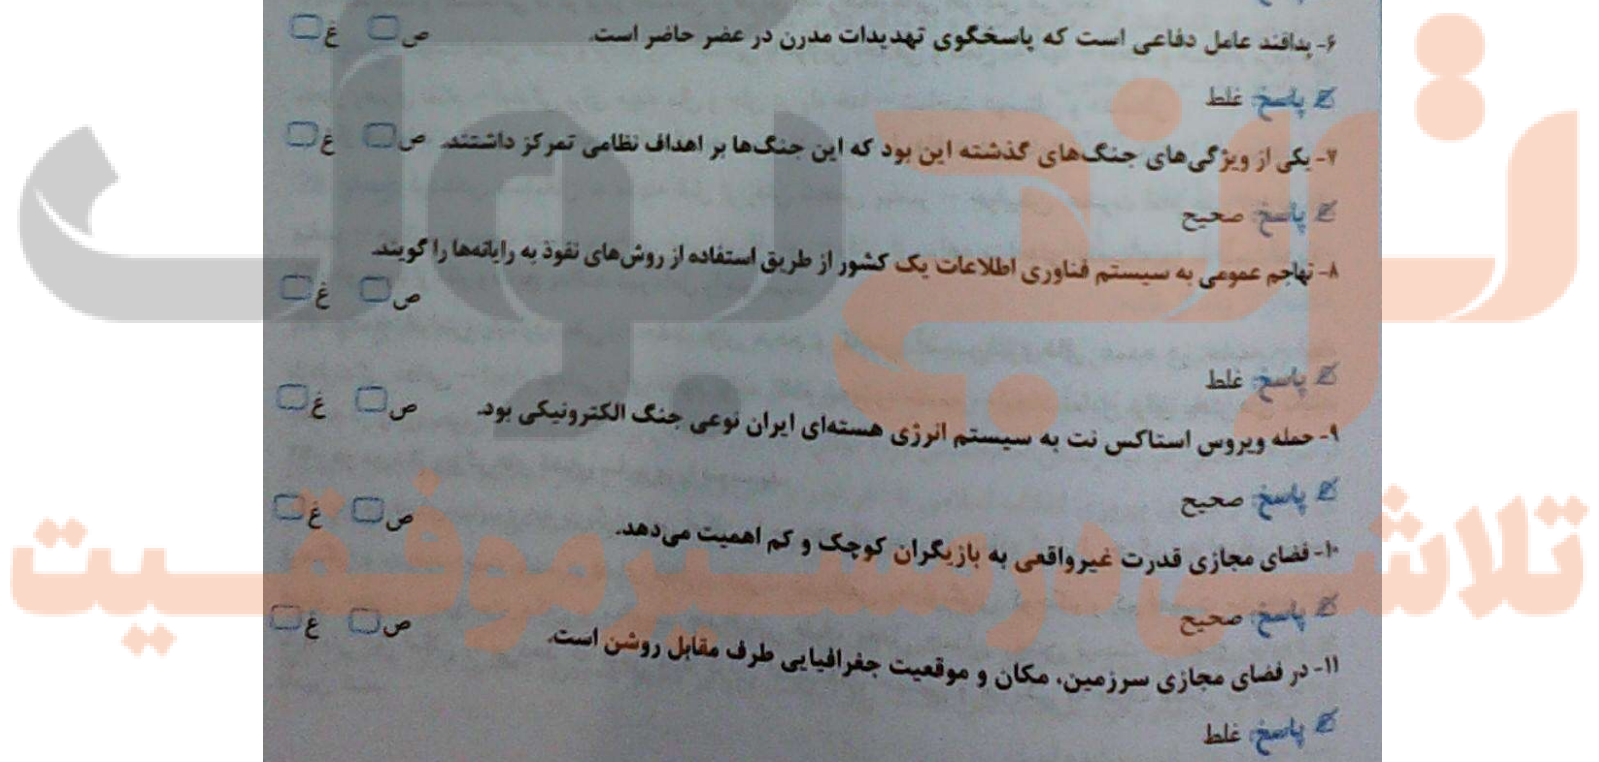 ۶- پدافند عامل دفاعی است که پاسخگوی تهدیدات مدرن در عصر حاضر است. ص غ
پاسخ: غلط
۷- یکی از ویژگی‌های جنگ‌های گذشته این بود که این جنگ‌ها بر اهداف نظامی تمرکز داشتند. ص غ
پاسخ: صحیح
۸- تهاجم عمومی به سیستم فناوری اطلاعات یک کشور از طریق استفاده از روش‌های نفوذ به رایانه‌ها را گویند.
ص غ
پاسخ: غلط
۹- حمله ویروس استاکس نت به سیستم انرژی هسته‌ای ایران نوعی جنگ الکترونیکی بود. ص غ
پاسخ: صحیح
۱۰- فضای مجازی قدرت غیرواقعی به بازیگران کوچک و کم اهمیت می‌دهد. ص غ
پاسخ: صحیح
۱۱- در فضای مجازی سرزمین، مکان و موقعیت جغرافیایی طرف مقابل روشن است. ص غ
پاسخ: غلط
تلاشی در مسیر موفقیت